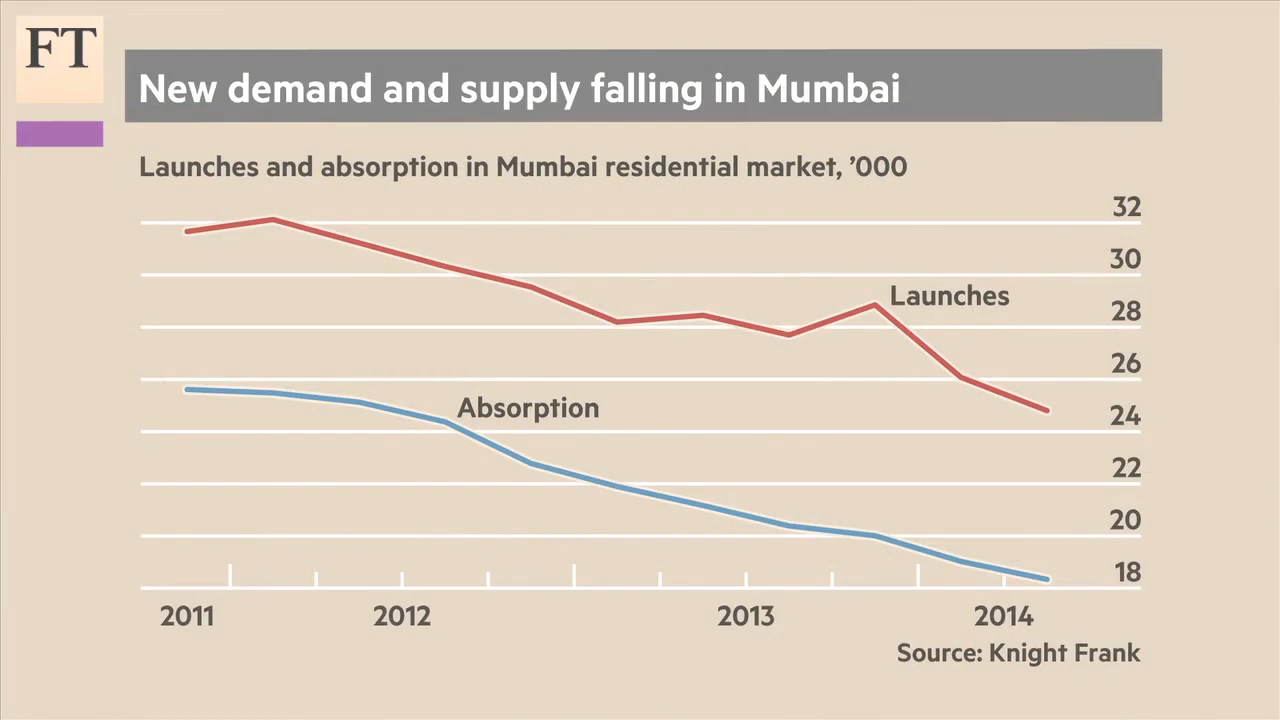 FT
New demand and supply falling in Mumbai
Launches and absorption in Mumbai residential market, ’000
32
30
Launches
28
26
Absorption
24
22
20
18
2011 2012 2013 2014
Source: Knight Frank